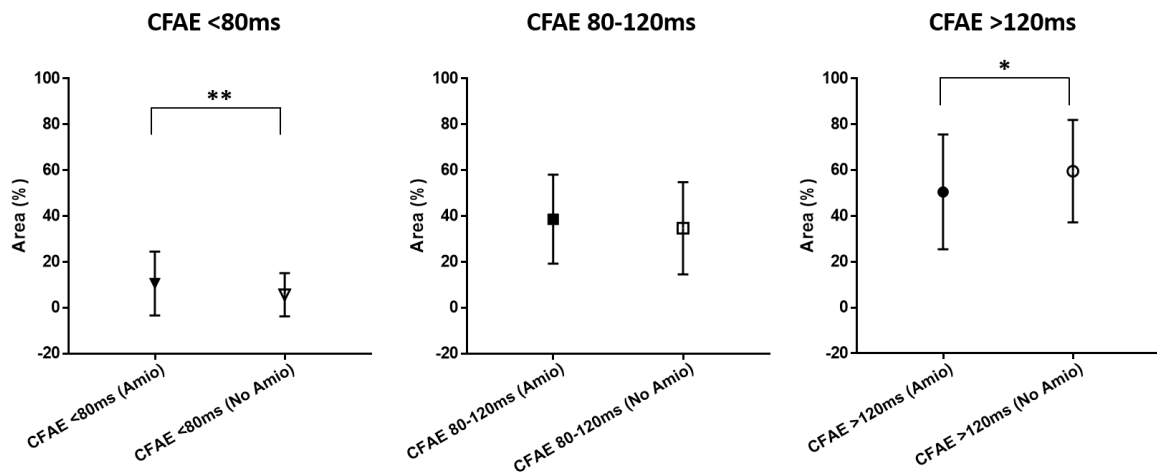 CFAE <80ms
CFAE 80-120ms
CFAE >120ms
Area (%)
100
80
60
40
20
0
-20
**
CFAE <80ms (Amio)
CFAE <80ms (No Amio)
Area (%)
100
80
60
40
20
0
-20
CFAE 80-120ms (Amio)
CFAE 80-120ms (No Amio)
Area (%)
100
80
60
40
20
0
-20
*
CFAE >120ms (Amio)
CFAE >120ms (No Amio)